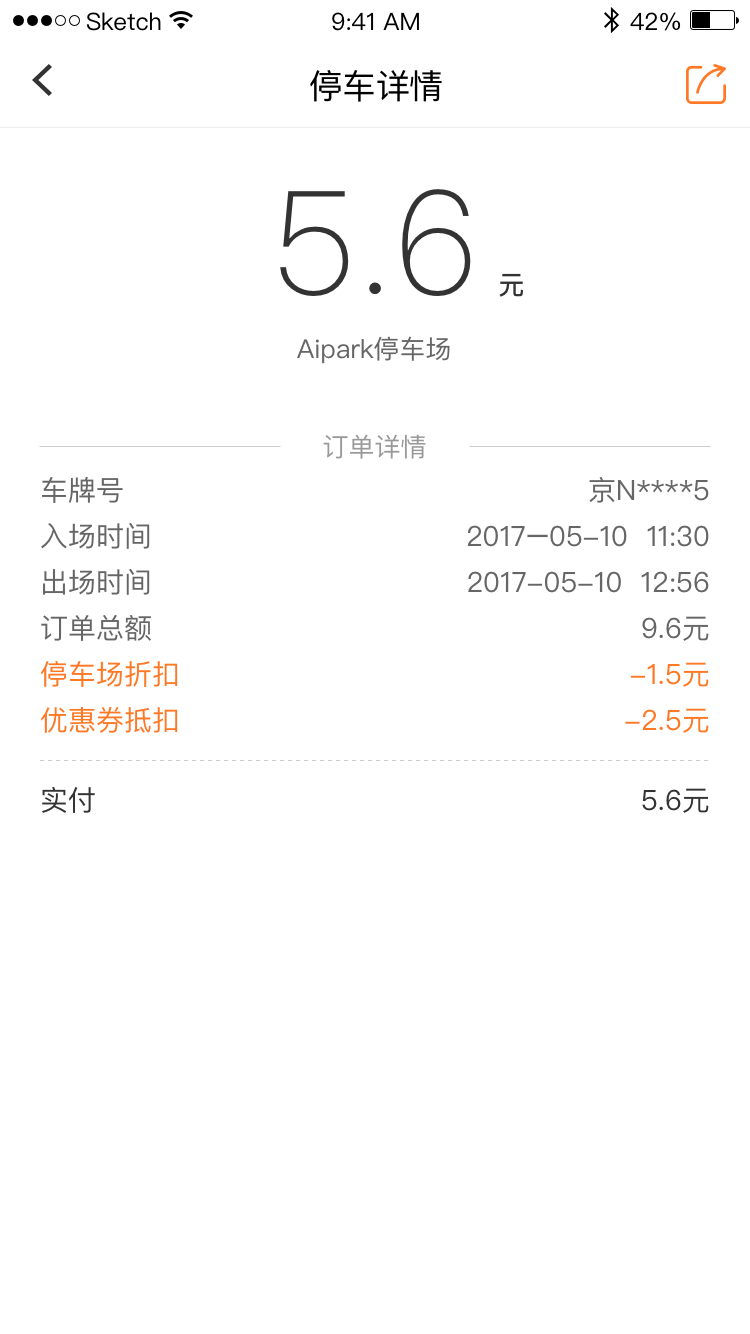 Sketch 9:41 AM 42%
停车详情
5.6 元
Aipark停车场
订单详情
车牌号 京N****5
入场时间 2017—05–10 11:30
出场时间 2017–05–10 12:56
订单总额 9.6元
停车场折扣 –1.5元
优惠券抵扣 –2.5元
实付 5.6元